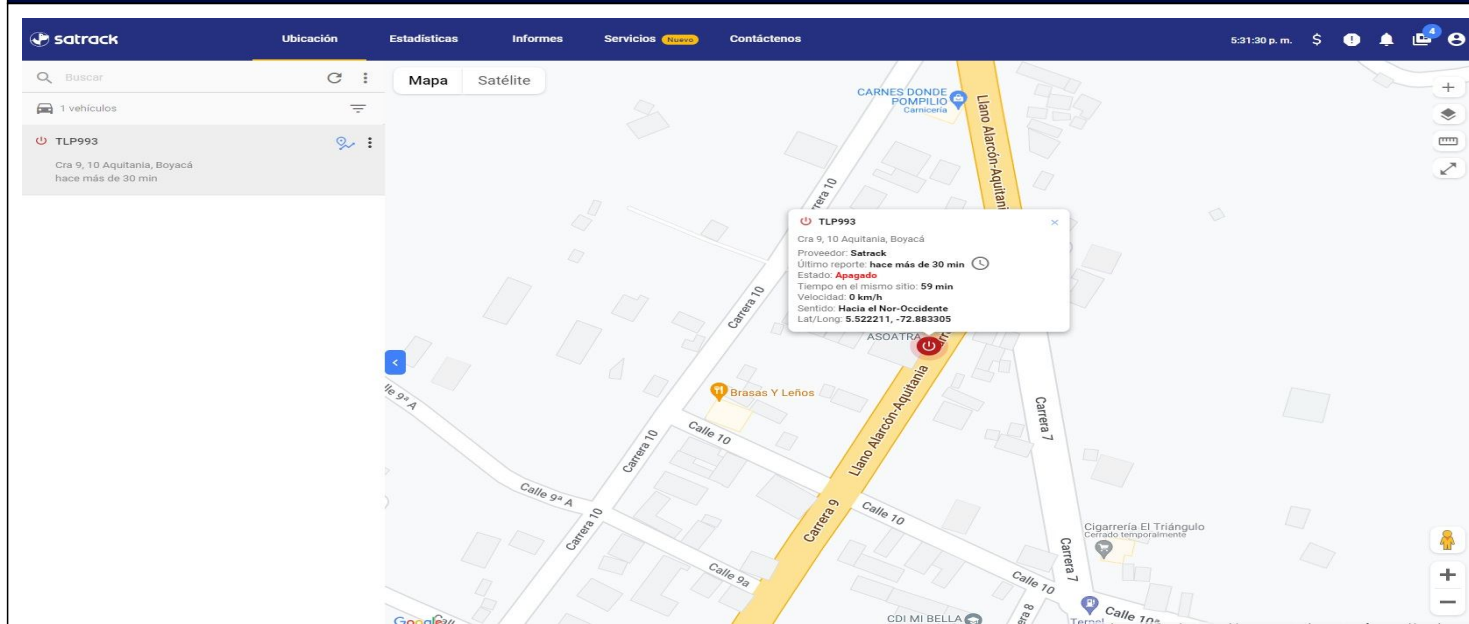 satrack
Ubicación
Estadísticas
Informes
Servicios Nuevo
Contáctenos
5:31:30 p. m.
4
Buscar
1 vehículos
TLP993
Cra 9, 10 Aquitania, Boyacá
hace más de 30 min
Mapa
Satélite
CARNES DONDE
POMPILIO
Carnicería
Llano Alarcón-Aquitani
Carrera 10
TLP993
Cra 9, 10 Aquitania, Boyacá
Proveedor: Satrack
Último reporte: hace más de 30 min
Estado: Apagado
Tiempo en el mismo sitio: 59 min
Velocidad: 0 km/h
Sentido: Hacia el Nor-Occidente
Lat/Long: 5.522211, -72.883305
ASOATRA
Carrera 10
Brasas Y Leños
Llano Alarcón-Aquitania
Carrera 7
lle 9ª A
Calle 10
Carrera 10
Calle 9ª A
Carrera 9
Calle 10
Cigarrería El Triángulo
Cerrado temporalmente
Carrera 10
Carrera 7
Calle 9a
Calle 10
CDI MI BELLA
Terpel
Calle 10ª
Google